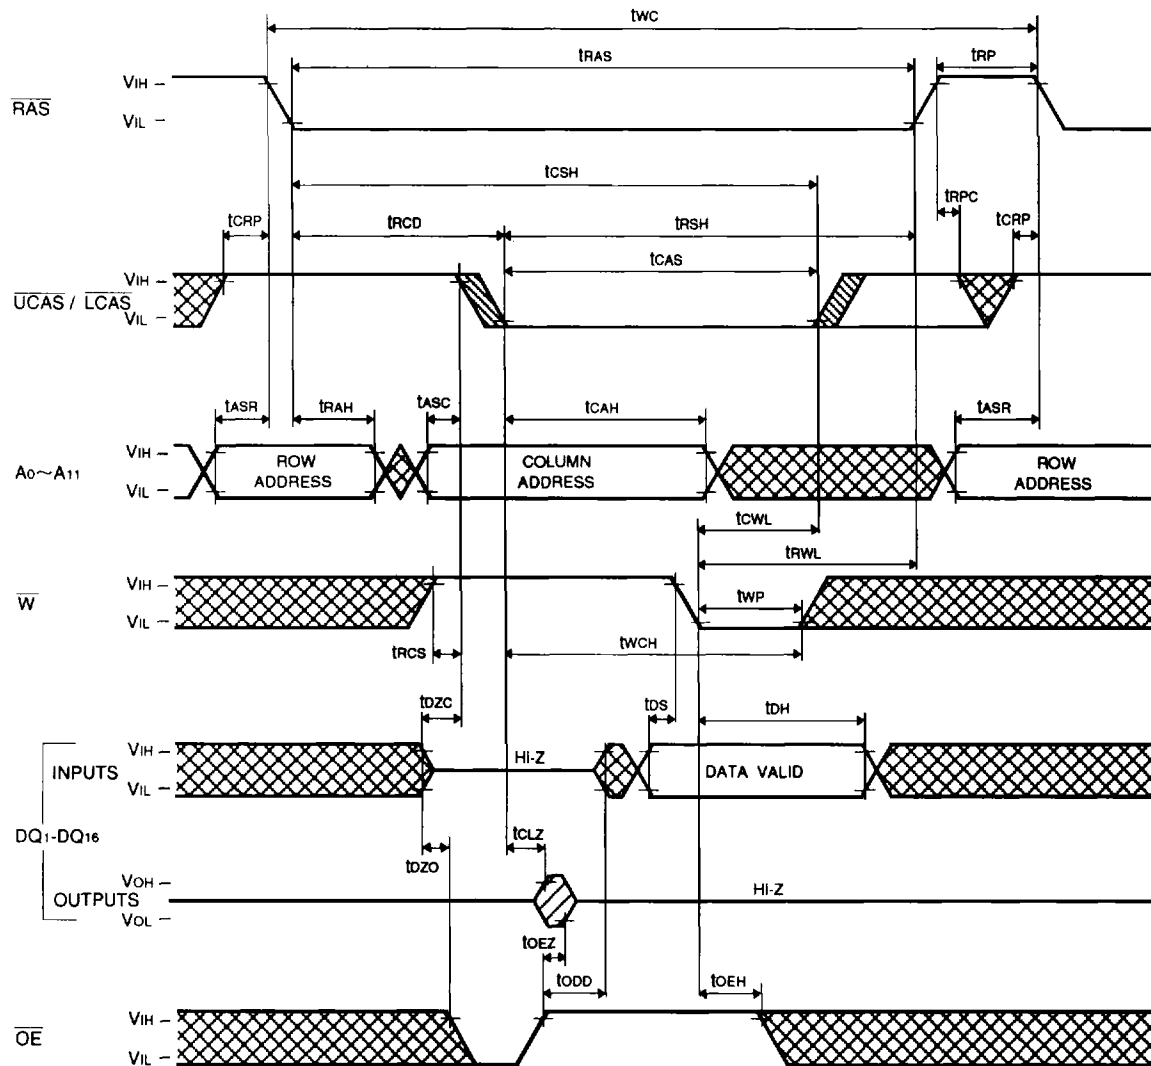 tWC
tRAS
tRP
RAS
VIH
VIL
tCSH
tRPC
tCRP
tCRP
tRCD
tRSH
tCAS
UCAS / LCAS
VIH
VIL
tASR
tRAH
tASC
tCAH
tASR
A0~A11
VIH
VIL
ROW ADDRESS
COLUMN ADDRESS
ROW ADDRESS
tCWL
tRWL
W
VIH
VIL
tWP
tRCS
tWCH
tDZC
tDS
tDH
DQ1-DQ16
INPUTS
VIH
VIL
Hi-Z
DATA VALID
tDZO
tCLZ
OUTPUTS
VOH
VOL
Hi-Z
tOEZ
tODD
tOEH
OE
VIH
VIL